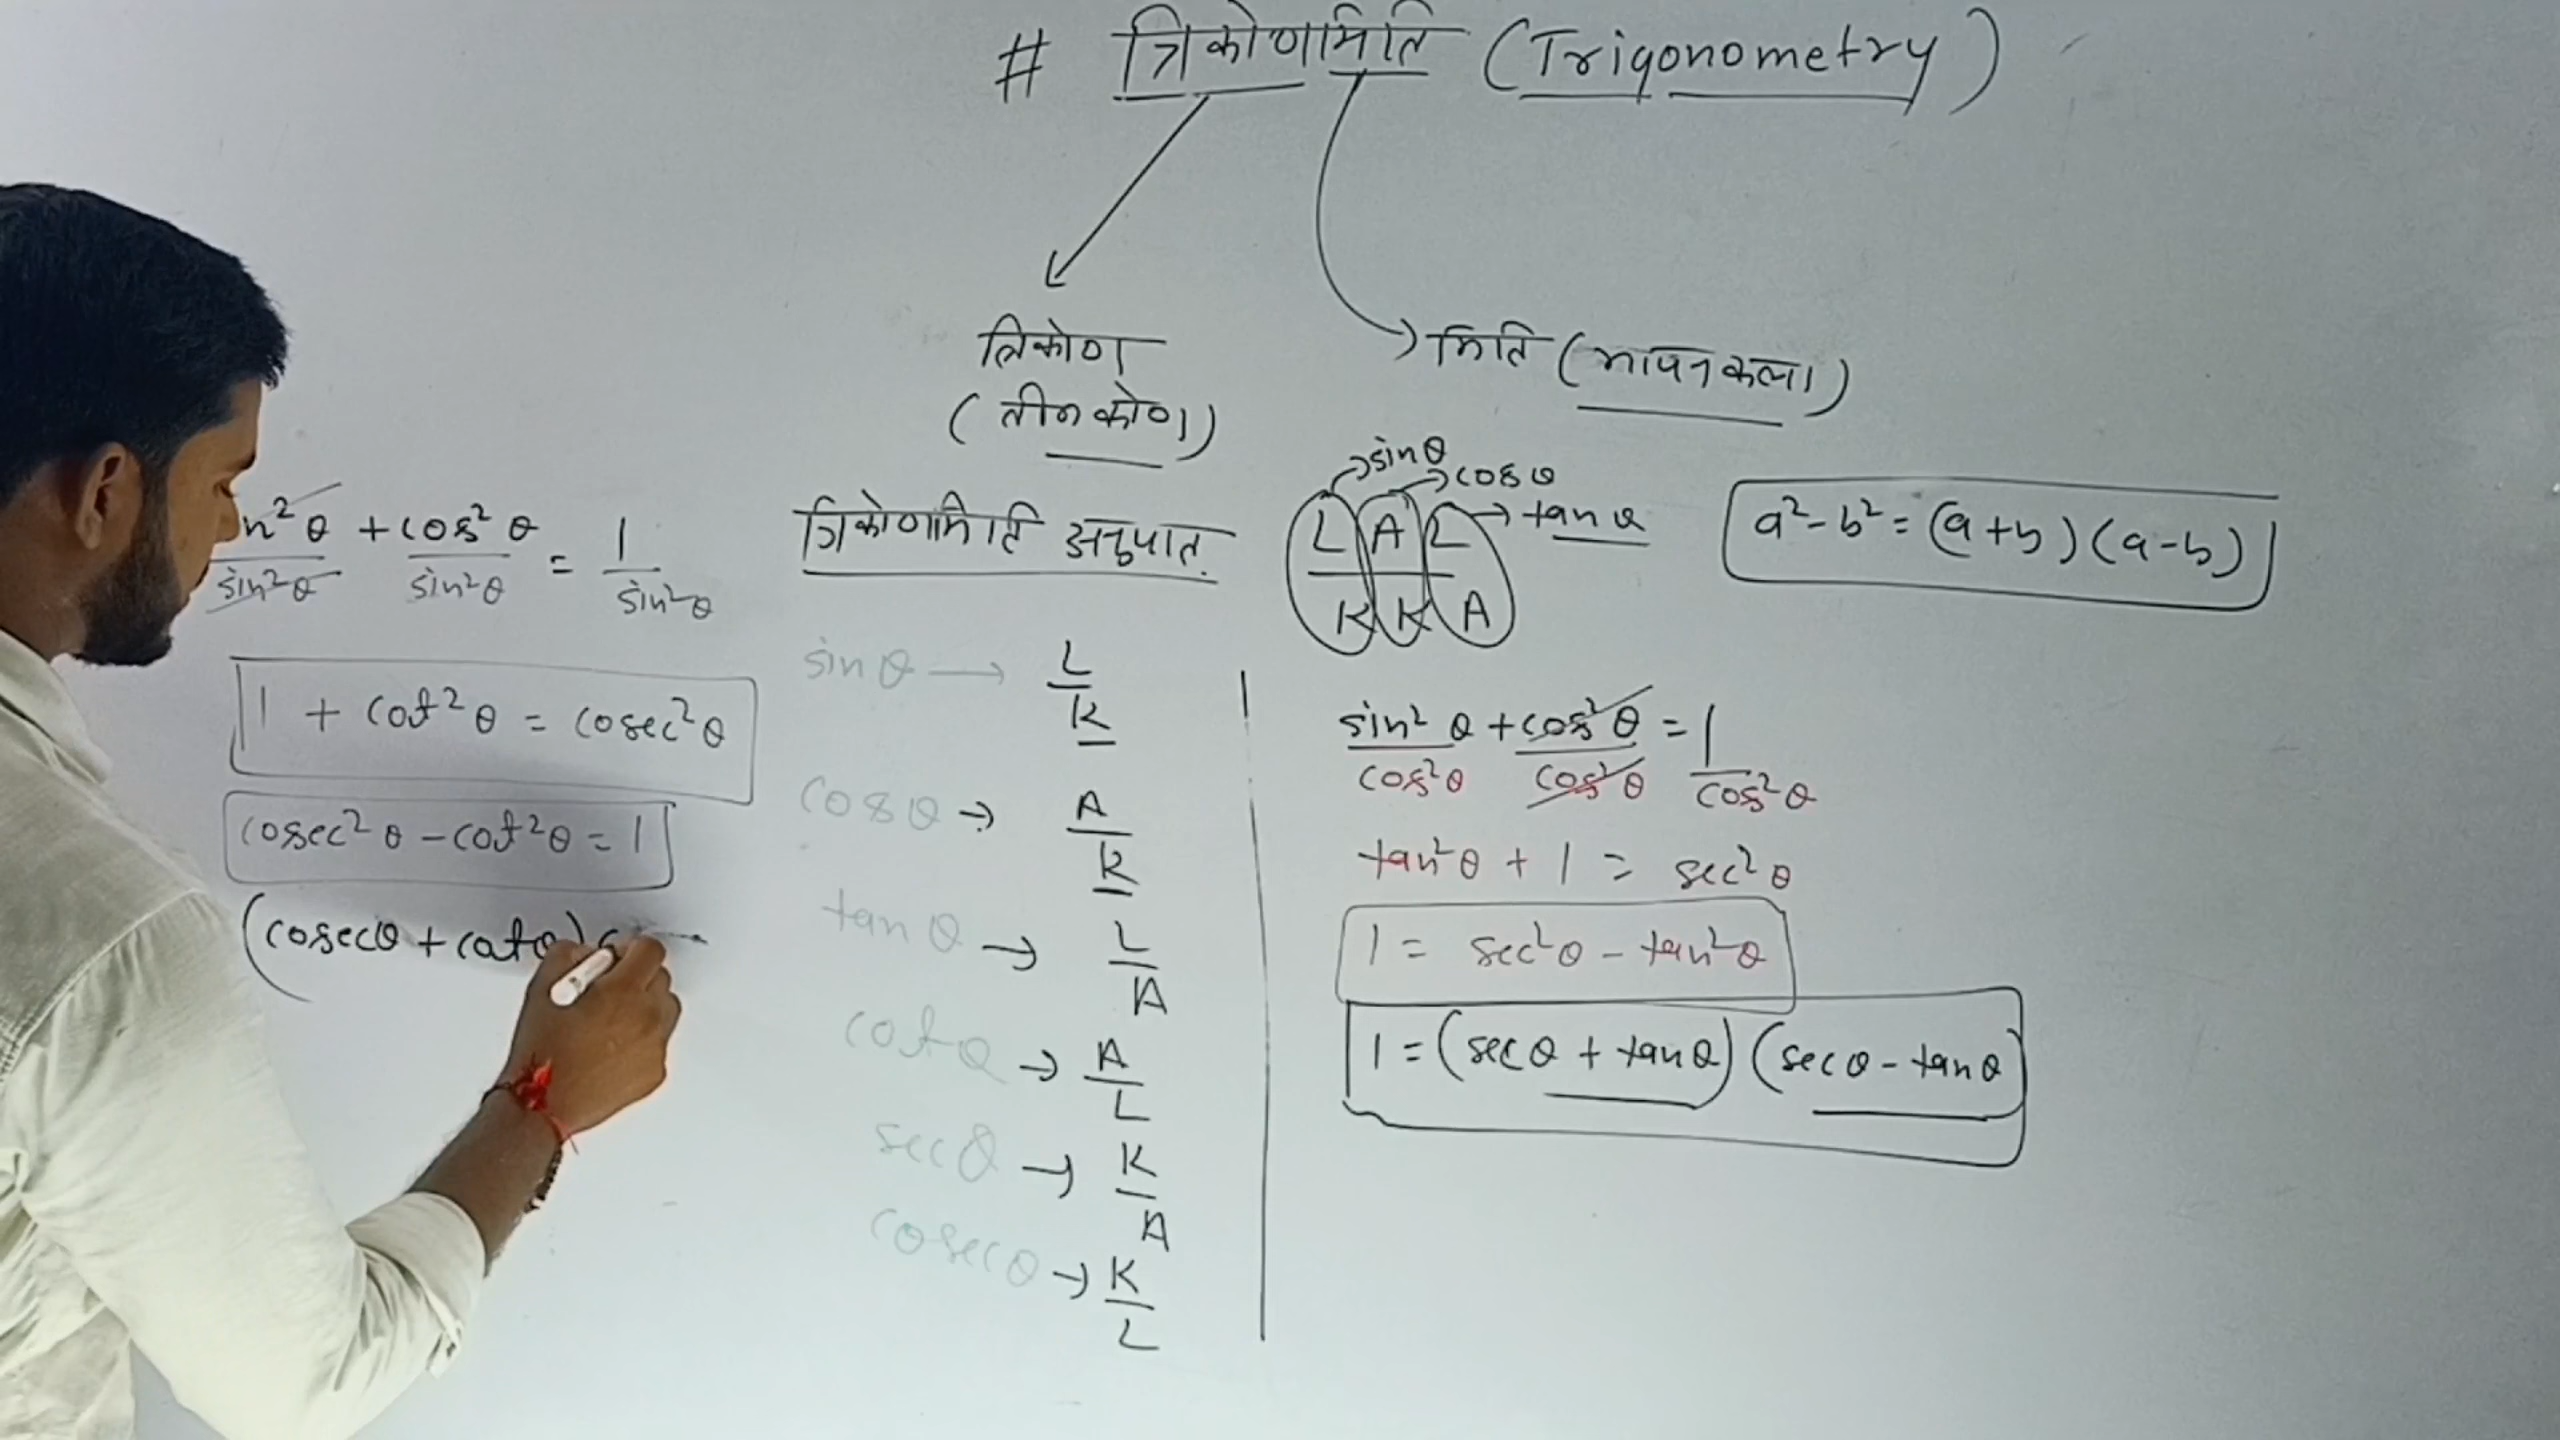 # त्रिकोणमिति (Trigonometry)
त्रिकोण
(तीन कोण)
मिति (मापन कला)
n²θ/sin²θ + cos²θ/sin²θ = 1/sin²θ
1 + cot²θ = cosec²θ
cosec²θ - cot²θ = 1
(cosecθ + cotθ) (
त्रिकोणमिति अनुपात.
sinθ → L/K
cosθ → A/K
tanθ → L/A
cotθ → A/L
secθ → K/A
cosecθ → K/L
sinθ
cosθ
L A L → tanθ
K K A
a² - b² = (a+b)(a-b)
sin²θ/cos²θ + cos²θ/cos²θ = 1/cos²θ
tan²θ + 1 = sec²θ
1 = sec²θ - tan²θ
1 = (secθ + tanθ) (secθ - tanθ